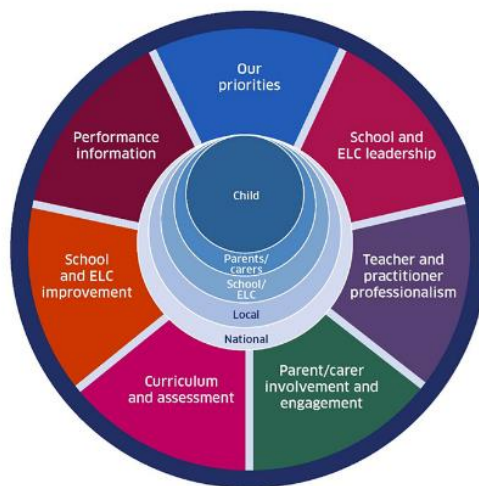 Our
priorities
School and
ELC leadership
Teacher and
practitioner
professionalism
Parent/carer
involvement and
engagement
Curriculum
and assessment
School
and ELC
improvement
Performance
information
Child
Parents/
carers
School/
ELC
Local
National